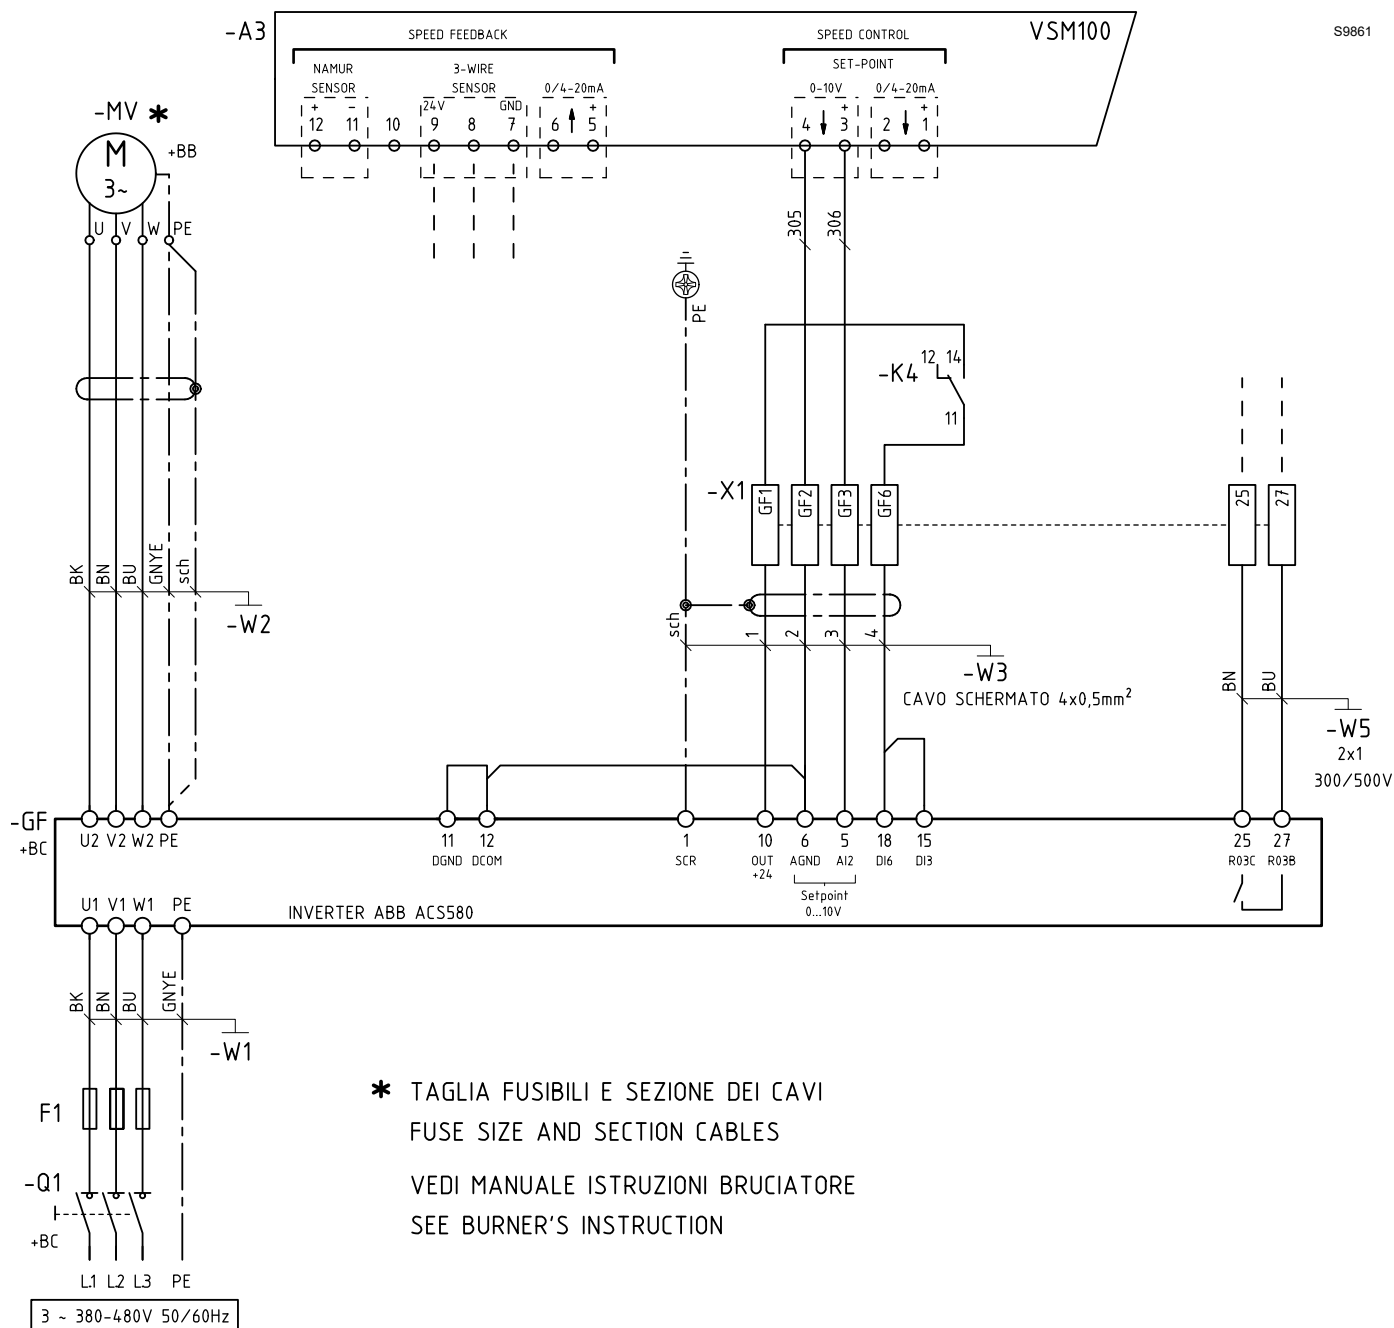 -A3
SPEED FEEDBACK
SPEED CONTROL
VSM100
S9861
NAMUR
SENSOR
3-WIRE
SENSOR
0/4-20mA
SET-POINT
0-10V
0/4-20mA
+ - 24V GND + + +
12 11 10 9 8 7 6 5 4 3 2 1
-MV *
M
3~
+BB
U V W PE
305
306
PE
12 14
-K4
11
-X1
GF1
GF2
GF3
GF6
25
27
BK
BN
BU
GNYE
sch
-W2
sch
1
2
3
4
-W3
CAVO SCHERMATO 4x0,5mm²
BN
BU
-W5
2x1
300/500V
-GF
+BC
U2 V2 W2 PE
11
DGND
12
DCOM
1
SCR
10
OUT
+24
6
AGND
5
AI2
18
DI6
15
DI3
25
R03C
27
R03B
Setpoint
0...10V
U1 V1 W1 PE
INVERTER ABB ACS580
BK
BN
BU
GNYE
-W1
F1
-Q1
+BC
L1 L2 L3 PE
3 ~ 380-480V 50/60Hz
* TAGLIA FUSIBILI E SEZIONE DEI CAVI
FUSE SIZE AND SECTION CABLES
VEDI MANUALE ISTRUZIONI BRUCIATORE
SEE BURNER'S INSTRUCTION